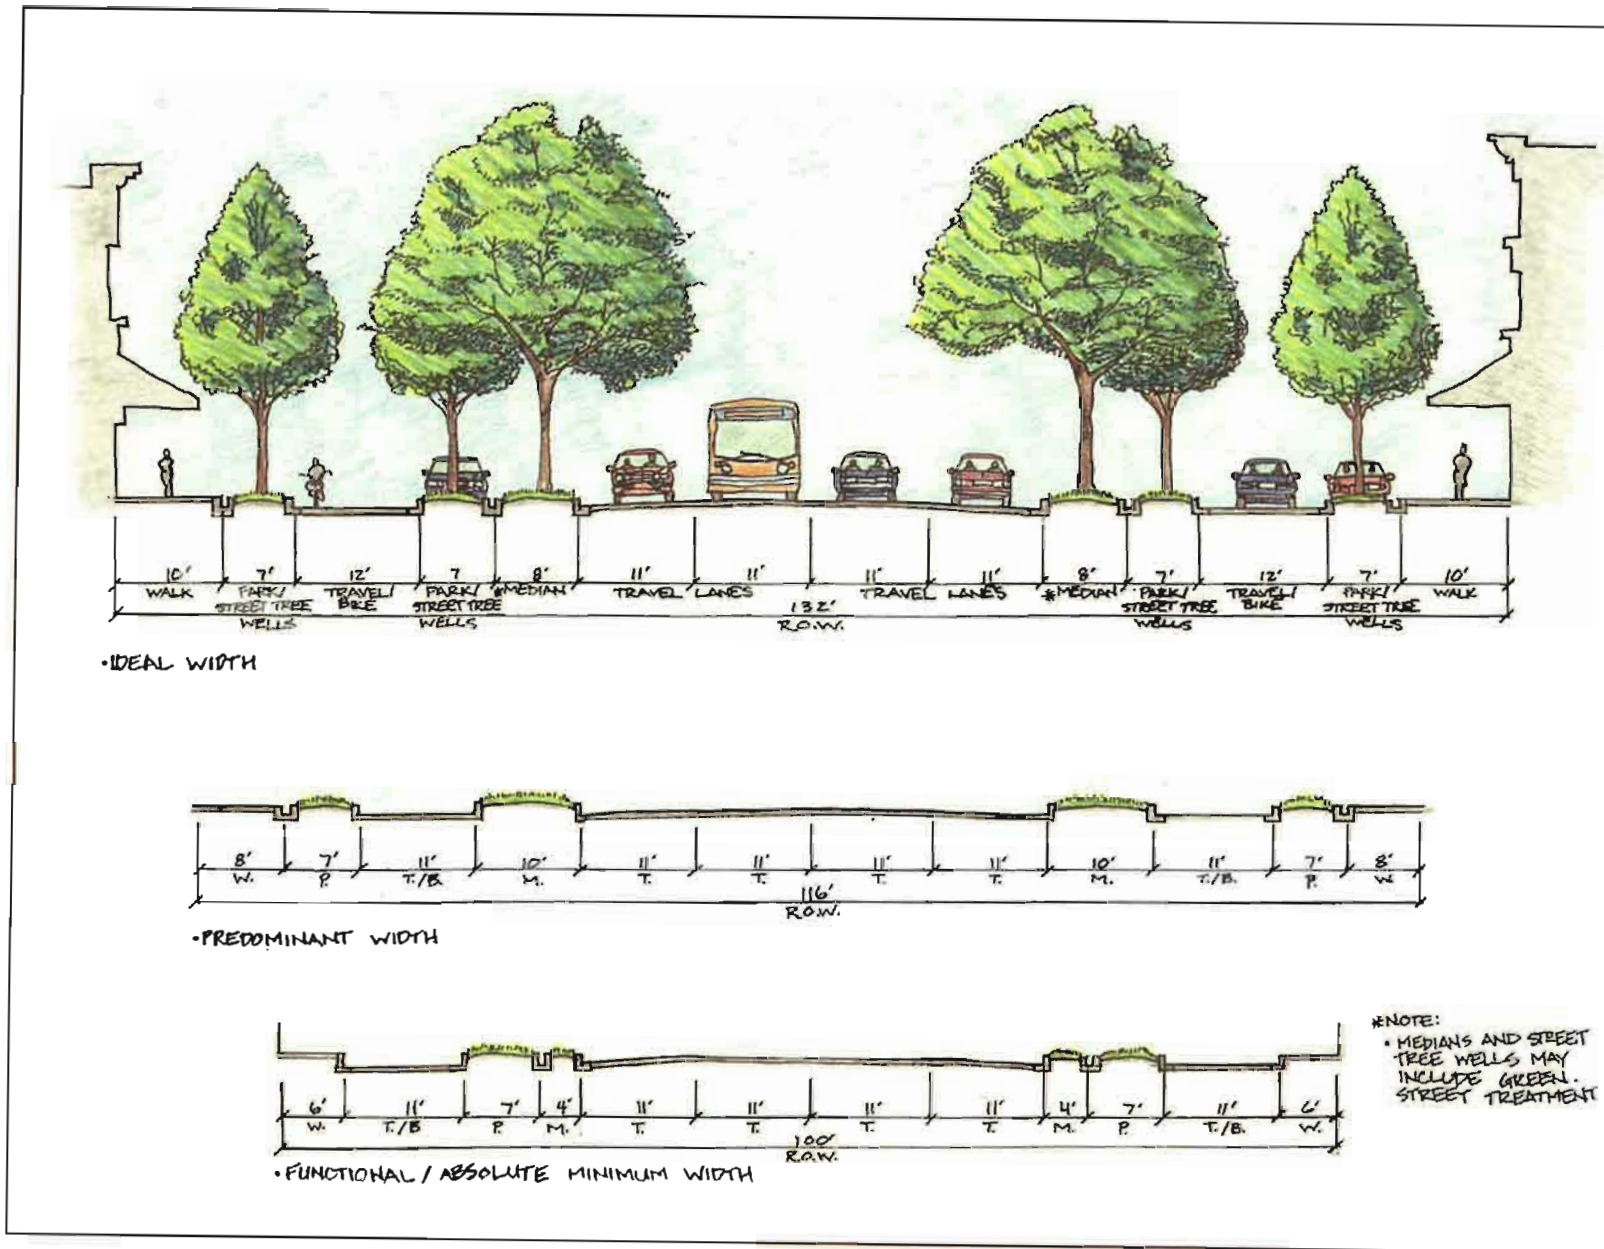 10' 7' 12' 7 8' 11' 11' 11' 11' 8' 7' 12' 7' 10'
WALK PARK/ TRAVEL/ PARK/ *MEDIAN TRAVEL LANES TRAVEL LANES *MEDIAN PARK/ TRAVEL/ PARK/ WALK
STREET TREE BIKE STREET TREE 132' STREET TREE BIKE STREET TREE
WELLS WELLS R.O.W. WELLS WELLS
•IDEAL WIDTH
8' 7' 11' 10' 11' 11' 11' 11' 10' 11' 7' 8'
W. P. T./B. M. T. T. T. T. M. T./B. P. W.
116'
R.O.W.
•PREDOMINANT WIDTH
*NOTE:
• MEDIANS AND STREET
TREE WELLS MAY
INCLUDE GREEN.
STREET TREATMENT
6' 11' 7' 4' 11' 11' 11' 11' 4' 7' 11' 6'
W. T./B P. M. T. T. T. T. M. P. T./B. W.
100'
R.O.W.
•FUNCTIONAL / ABSOLUTE MINIMUM WIDTH